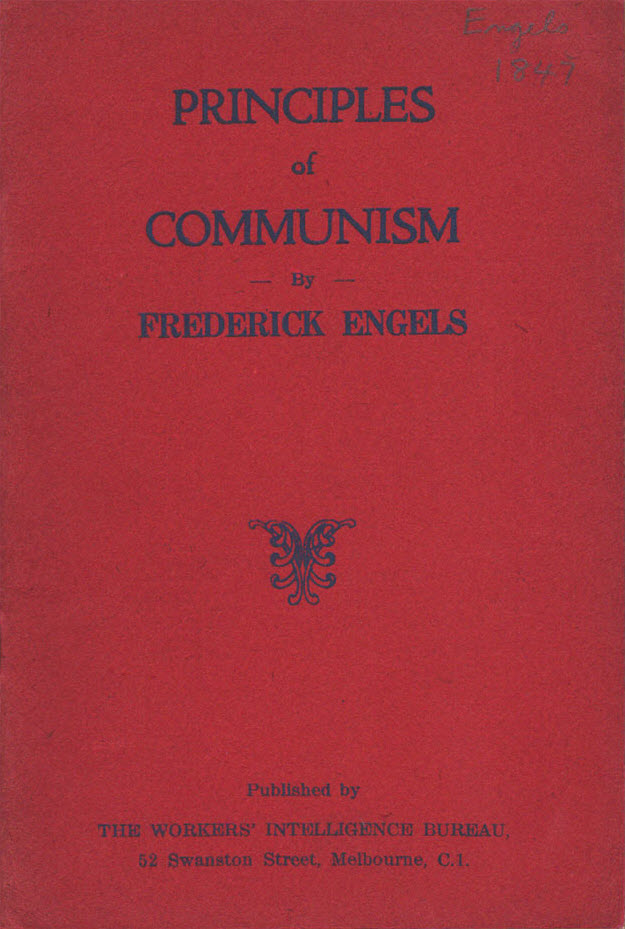 Engels
1847
PRINCIPLES
of
COMMUNISM
— By —
FREDERICK ENGELS
Published by
THE WORKERS' INTELLIGENCE BUREAU,
52 Swanston Street, Melbourne, C.1.